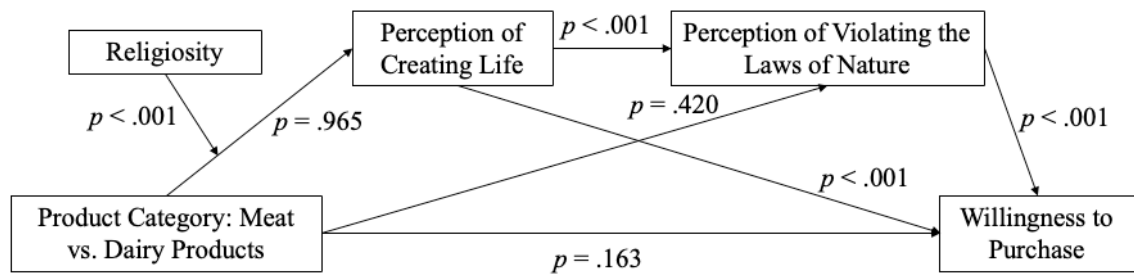 Religiosity
Perception of
Creating Life
p < .001
Perception of Violating the
Laws of Nature
p < .001
p = .965
p = .420
p < .001
p < .001
Product Category: Meat
vs. Dairy Products
p = .163
Willingness to
Purchase